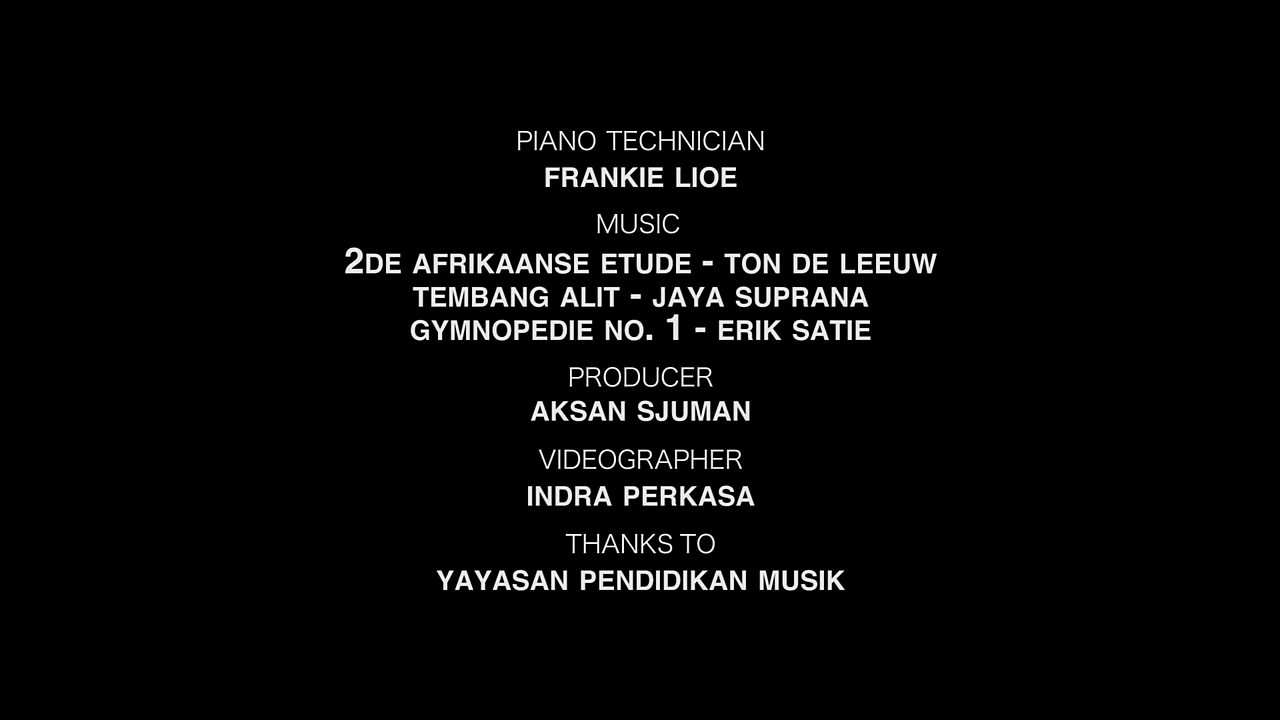 PIANO TECHNICIAN
FRANKIE LIOE
MUSIC
2DE AFRIKAANSE ETUDE - TON DE LEEUW
TEMBANG ALIT - JAYA SUPRANA
GYMNOPEDIE NO. 1 - ERIK SATIE
PRODUCER
AKSAN SJUMAN
VIDEOGRAPHER
INDRA PERKASA
THANKS TO
YAYASAN PENDIDIKAN MUSIK